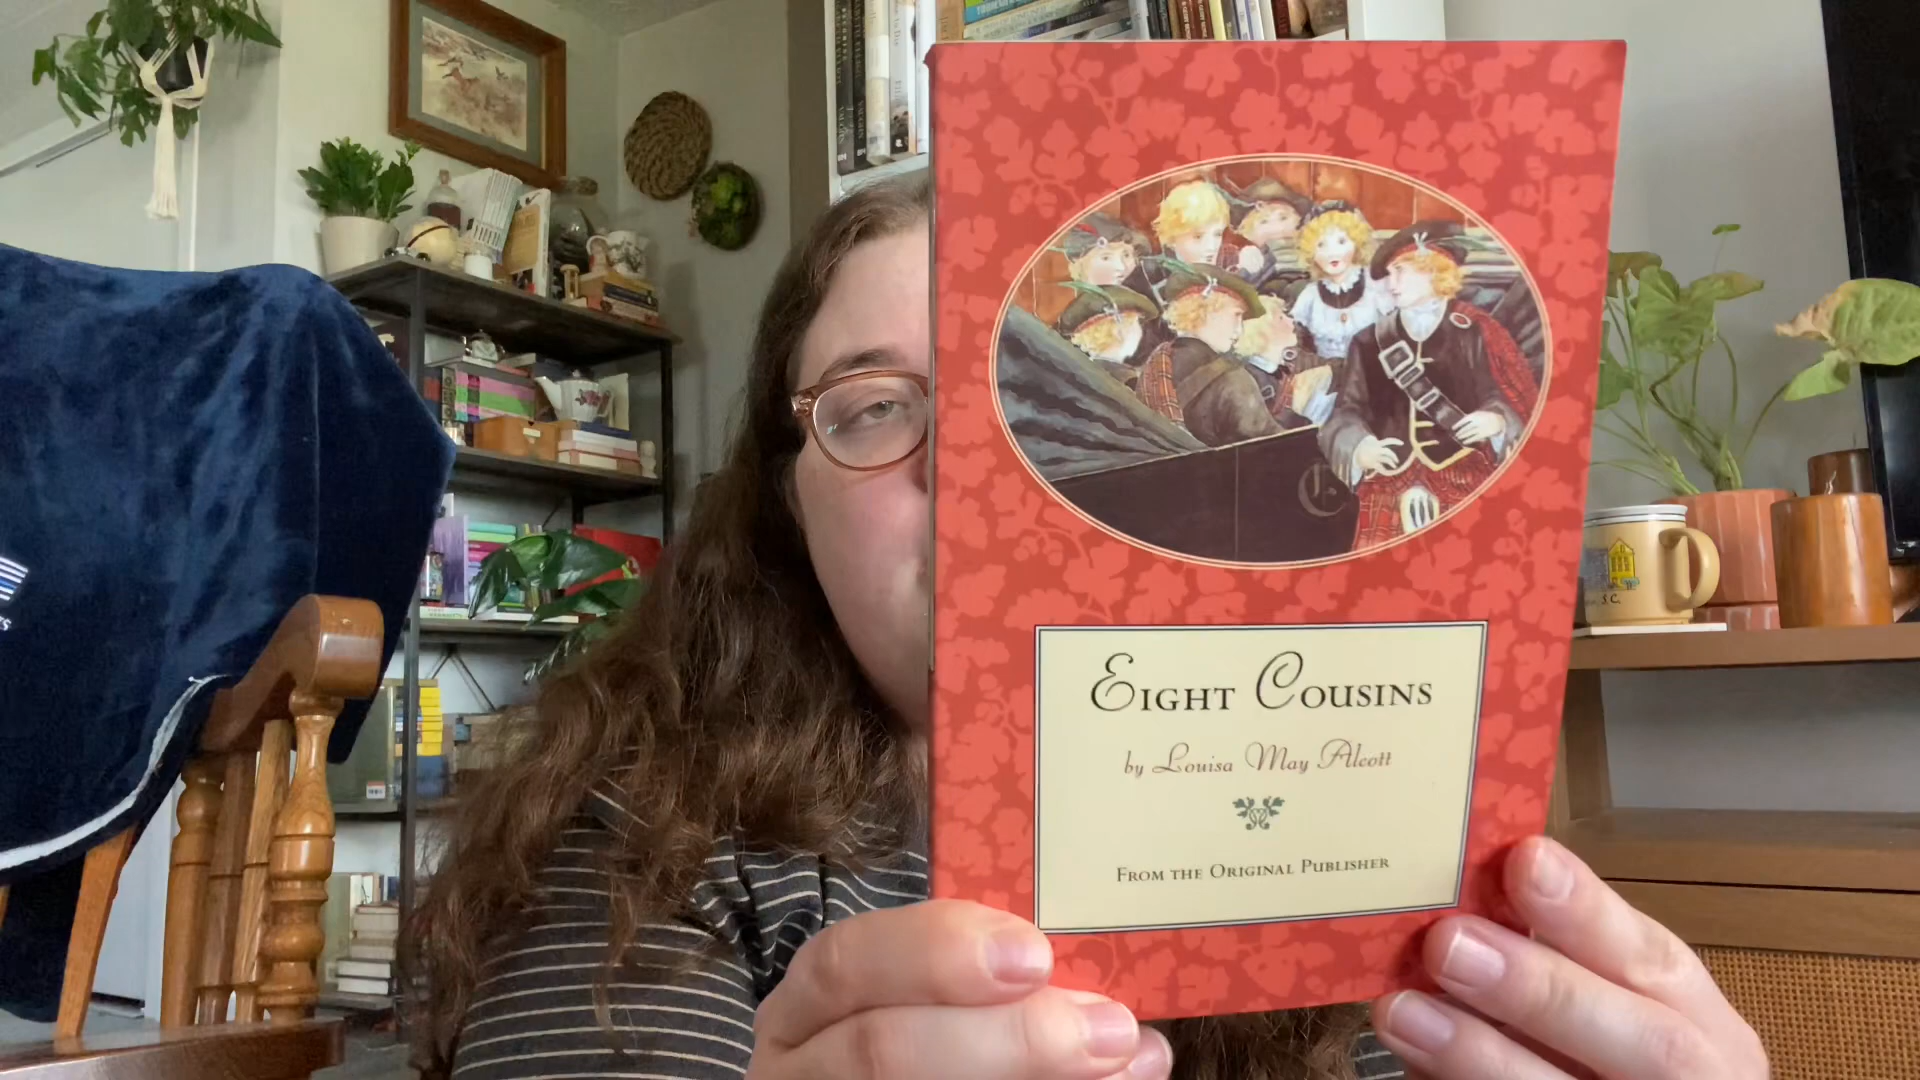 EIGHT COUSINS
by Louisa May Alcott
FROM THE ORIGINAL PUBLISHER
C
S.C.